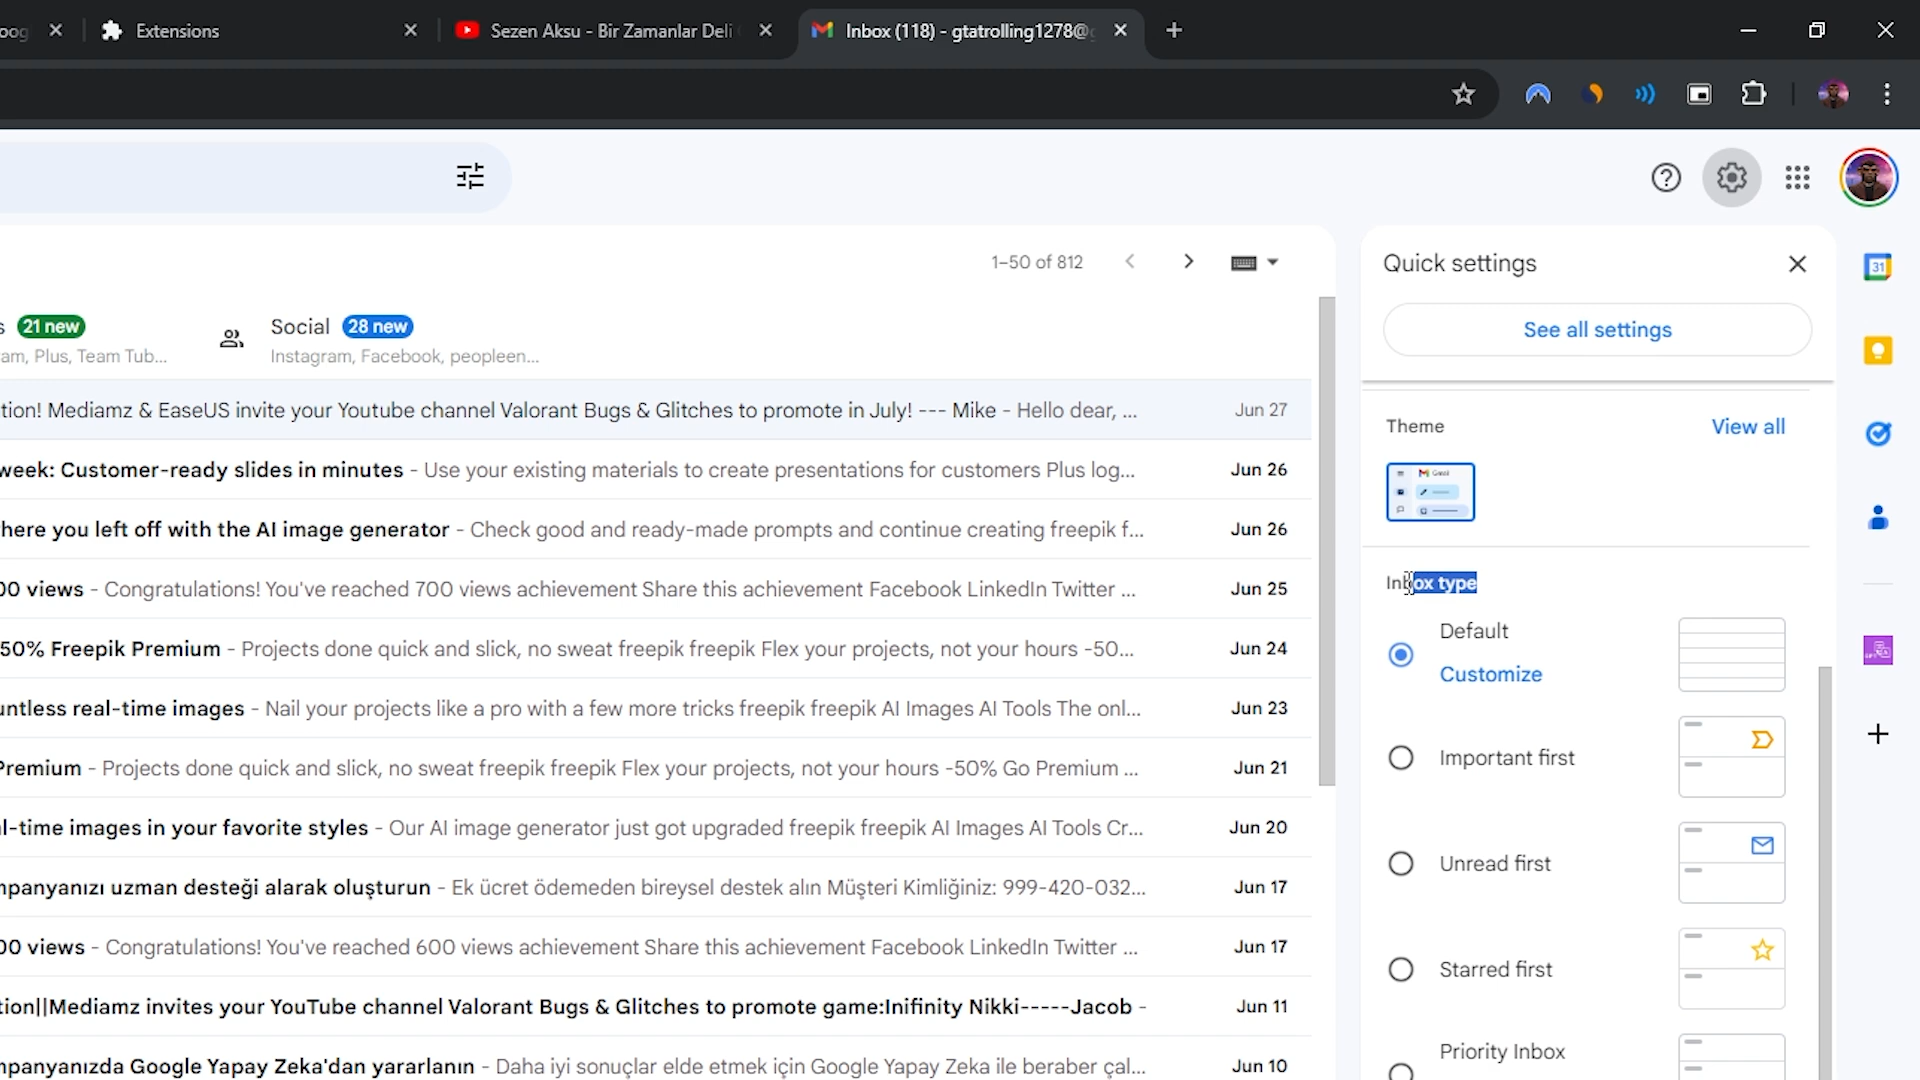 Extensions
Sezen Aksu - Bir Zamanlar Deli
Inbox (118) - gtatrolling1278@g
1–50 of 812
21 new
Social 28 new
am, Plus, Team Tub...
Instagram, Facebook, peopleen...
tion! Mediamz & EaseUS invite your Youtube channel Valorant Bugs & Glitches to promote in July! --- Mike - Hello dear, ... Jun 27
week: Customer-ready slides in minutes - Use your existing materials to create presentations for customers Plus log... Jun 26
here you left off with the AI image generator - Check good and ready-made prompts and continue creating freepik f... Jun 26
00 views - Congratulations! You've reached 700 views achievement Share this achievement Facebook LinkedIn Twitter ... Jun 25
50% Freepik Premium - Projects done quick and slick, no sweat freepik freepik Flex your projects, not your hours -50... Jun 24
untless real-time images - Nail your projects like a pro with a few more tricks freepik freepik AI Images AI Tools The onl... Jun 23
Premium - Projects done quick and slick, no sweat freepik freepik Flex your projects, not your hours -50% Go Premium ... Jun 21
l-time images in your favorite styles - Our AI image generator just got upgraded freepik freepik AI Images AI Tools Cr... Jun 20
mpanyanızı uzman desteği alarak oluşturun - Ek ücret ödemeden bireysel destek alın Müşteri Kimliğiniz: 999-420-032... Jun 17
00 views - Congratulations! You've reached 600 views achievement Share this achievement Facebook LinkedIn Twitter ... Jun 17
tion||Mediamz invites your YouTube channel Valorant Bugs & Glitches to promote game:Inifinity Nikki-----Jacob - Jun 11
mpanyanızda Google Yapay Zeka'dan yararlanın - Daha iyi sonuçlar elde etmek için Google Yapay Zeka ile beraber çal... Jun 10
Quick settings
See all settings
Theme View all
Gmail
Inbox type
Default
Customize
Important first
Unread first
Starred first
Priority Inbox
31